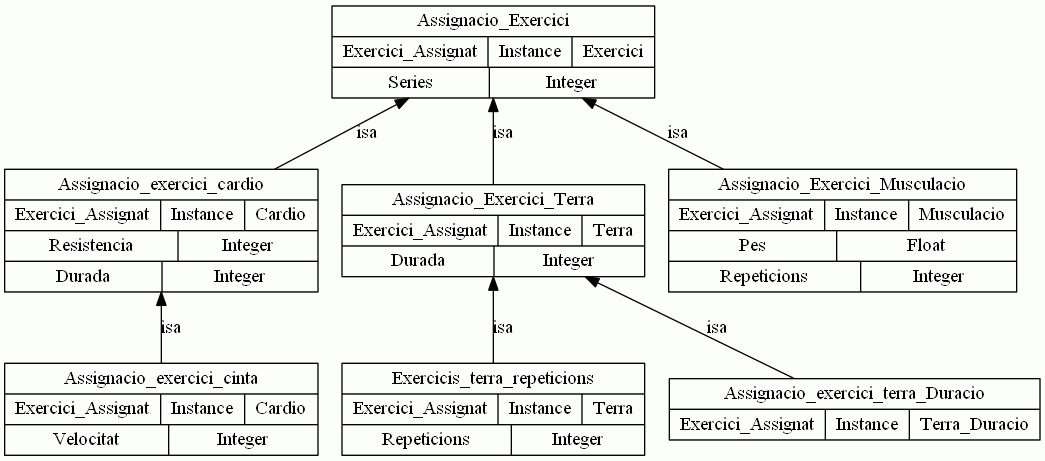 Assignacio_Exercici
Exercici_Assignat Instance Exercici
Series Integer
isa isa isa
Assignacio_exercici_cardio
Exercici_Assignat Instance Cardio
Resistencia Integer
Durada Integer
Assignacio_Exercici_Terra
Exercici_Assignat Instance Terra
Durada Integer
Assignacio_Exercici_Musculacio
Exercici_Assignat Instance Musculacio
Pes Float
Repeticions Integer
isa isa isa
Assignacio_exercici_cinta
Exercici_Assignat Instance Cardio
Velocitat Integer
Exercicis_terra_repeticions
Exercici_Assignat Instance Terra
Repeticions Integer
Assignacio_exercici_terra_Duracio
Exercici_Assignat Instance Terra_Duracio